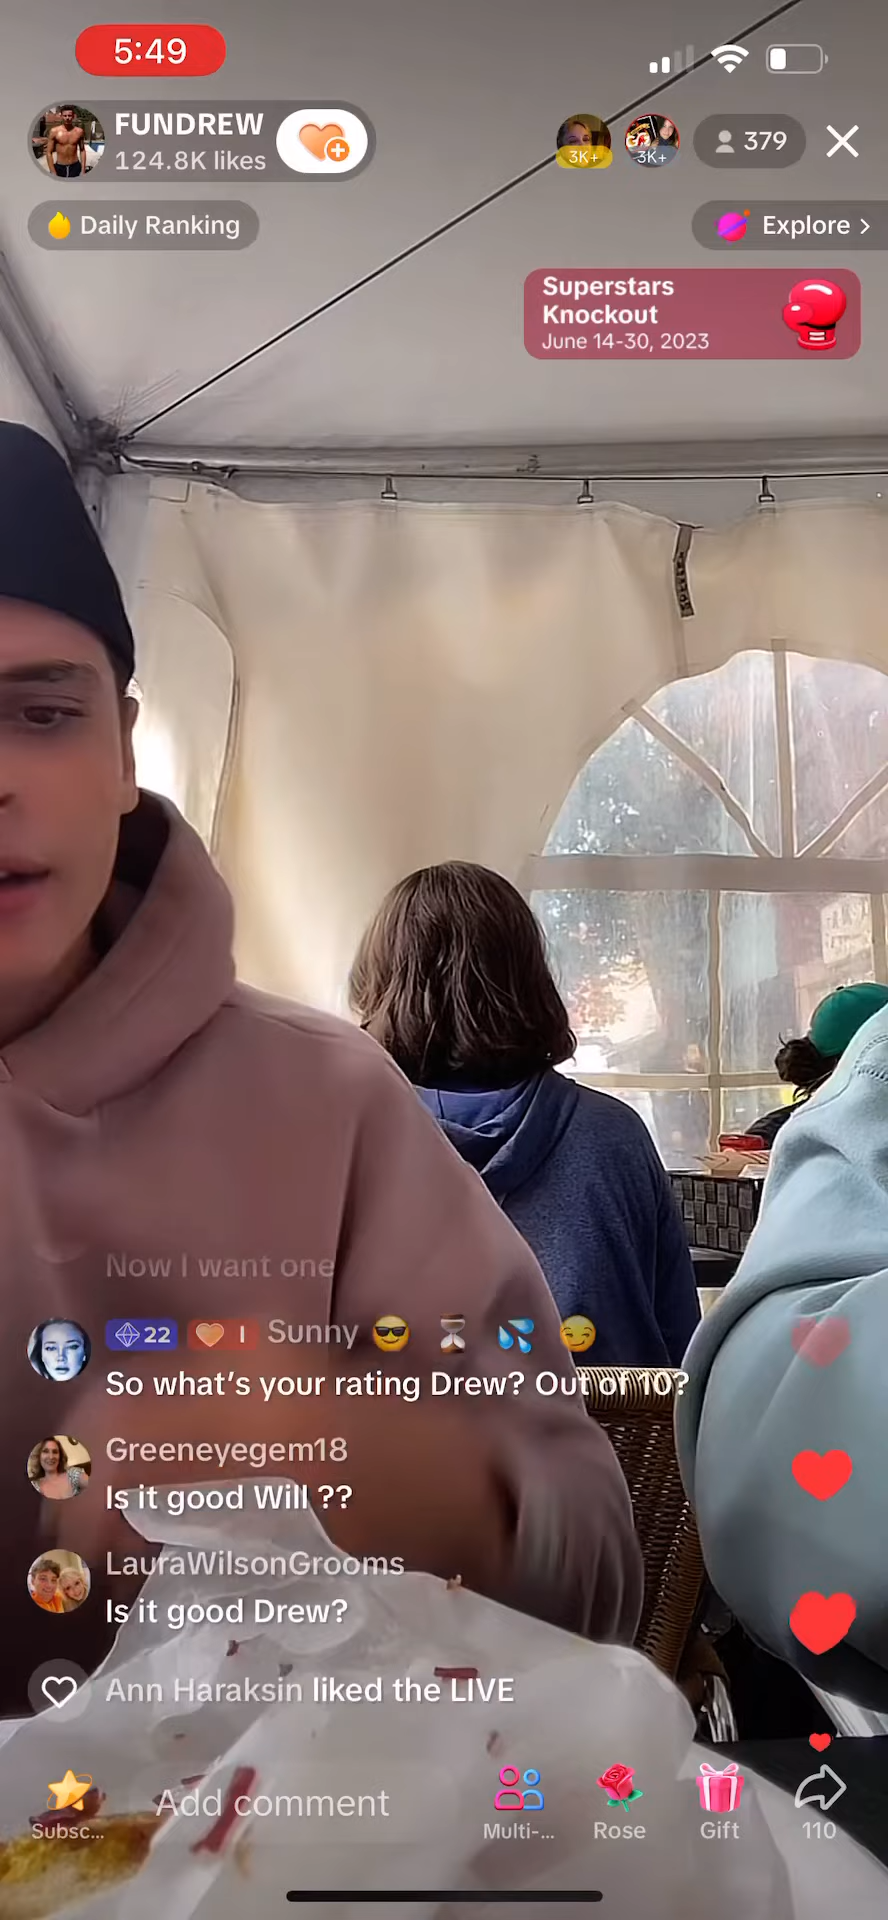 5:49
FUNDREW
124.8K likes
3K+
3K+
379
Daily Ranking
Explore >
Superstars
Knockout
June 14-30, 2023
Now I want one
22 I Sunny 😎 ⏳ 💦 😏
So what's your rating Drew? Out of 10?
Greeneyegem18
Is it good Will ??
LauraWilsonGrooms
Is it good Drew?
Ann Haraksin liked the LIVE
Add comment
Subsc...
Multi-...
Rose
Gift
110